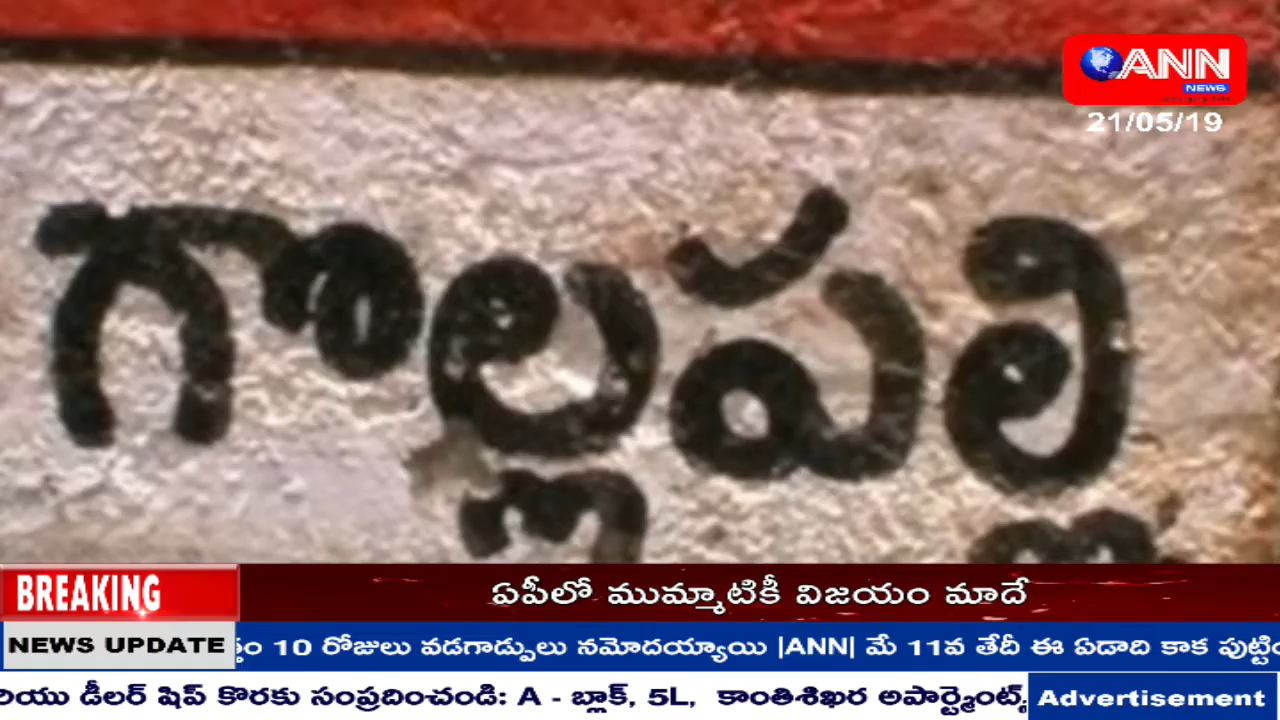 ANN
NEWS
21/05/19
గొల్లపల్లి
BREAKING
ఏపీలో ముమ్మాటికీ విజయం మాదే
NEWS UPDATE
10 రోజులు వడగాడ్పులు నమోదయ్యాయి |ANN| మే 11వ తేదీ ఈ ఏడాది కాక పుట్టిం
రియు డీలర్ షిప్ కొరకు సంప్రదించండి: A - బ్లాక్, 5L, కాంతిశిఖర అపార్ట్మెంట్స్,
Advertisement